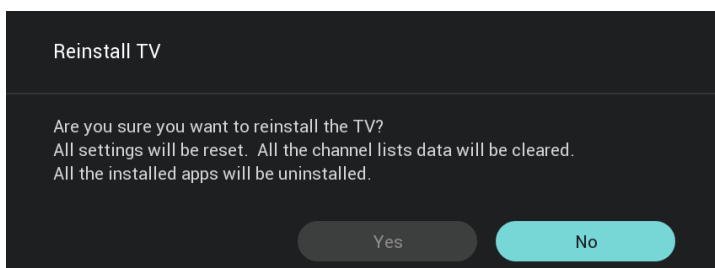 Reinstall TV
Are you sure you want to reinstall the TV?
All settings will be reset.  All the channel lists data will be cleared.
All the installed apps will be uninstalled.
Yes
No